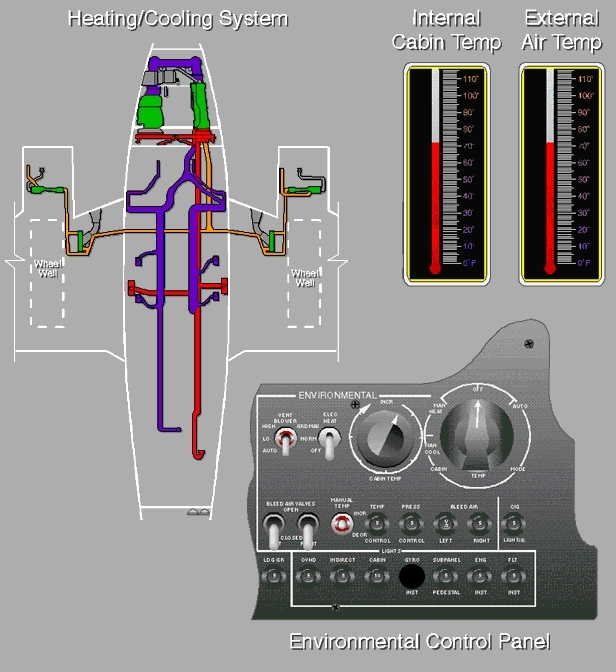 Heating/Cooling System
Internal
Cabin Temp
External
Air Temp
110°
100°
90°
80°
70°
60°
50°
40°
30°
20°
10°
0°F
110°
100°
90°
80°
70°
60°
50°
40°
30°
20°
10°
0°F
Wheel
Well
Wheel
Well
ENVIRONMENTAL
VENT
BLOWER
HIGH
LO
AUTO
ELEC
HEAT
GRD MAX
NORM
OFF
INCR
CABIN TEMP
OFF
MAN
HEAT
AUTO
MAN
COOL
CABIN
TEMP
MODE
BLEED AIR VALVES
OPEN
CLOSED
MANUAL
TEMP
INCR
DECR
TEMP
CONTROL
PRESS
CONTROL
BLEED AIR
LEFT
RIGHT
CIG
LIGHTER
LIGHTS
LDG GR
OVHD
INDIRECT
CABIN
GYRO
INST
SUBPANEL
PEDESTAL
ENG
INST
FLT
INST
Environmental Control Panel